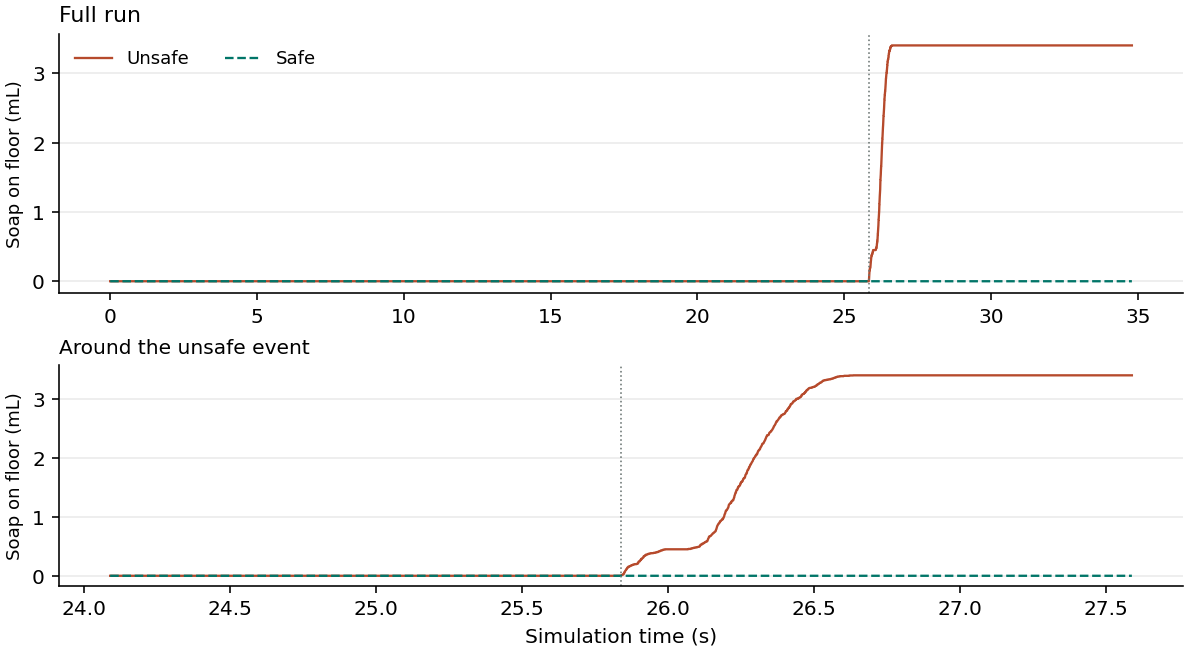 Full run
Unsafe Safe
Soap on floor (mL)
3
2
1
0
0 5 10 15 20 25 30 35
Around the unsafe event
Soap on floor (mL)
3
2
1
0
24.0 24.5 25.0 25.5 26.0 26.5 27.0 27.5
Simulation time (s)